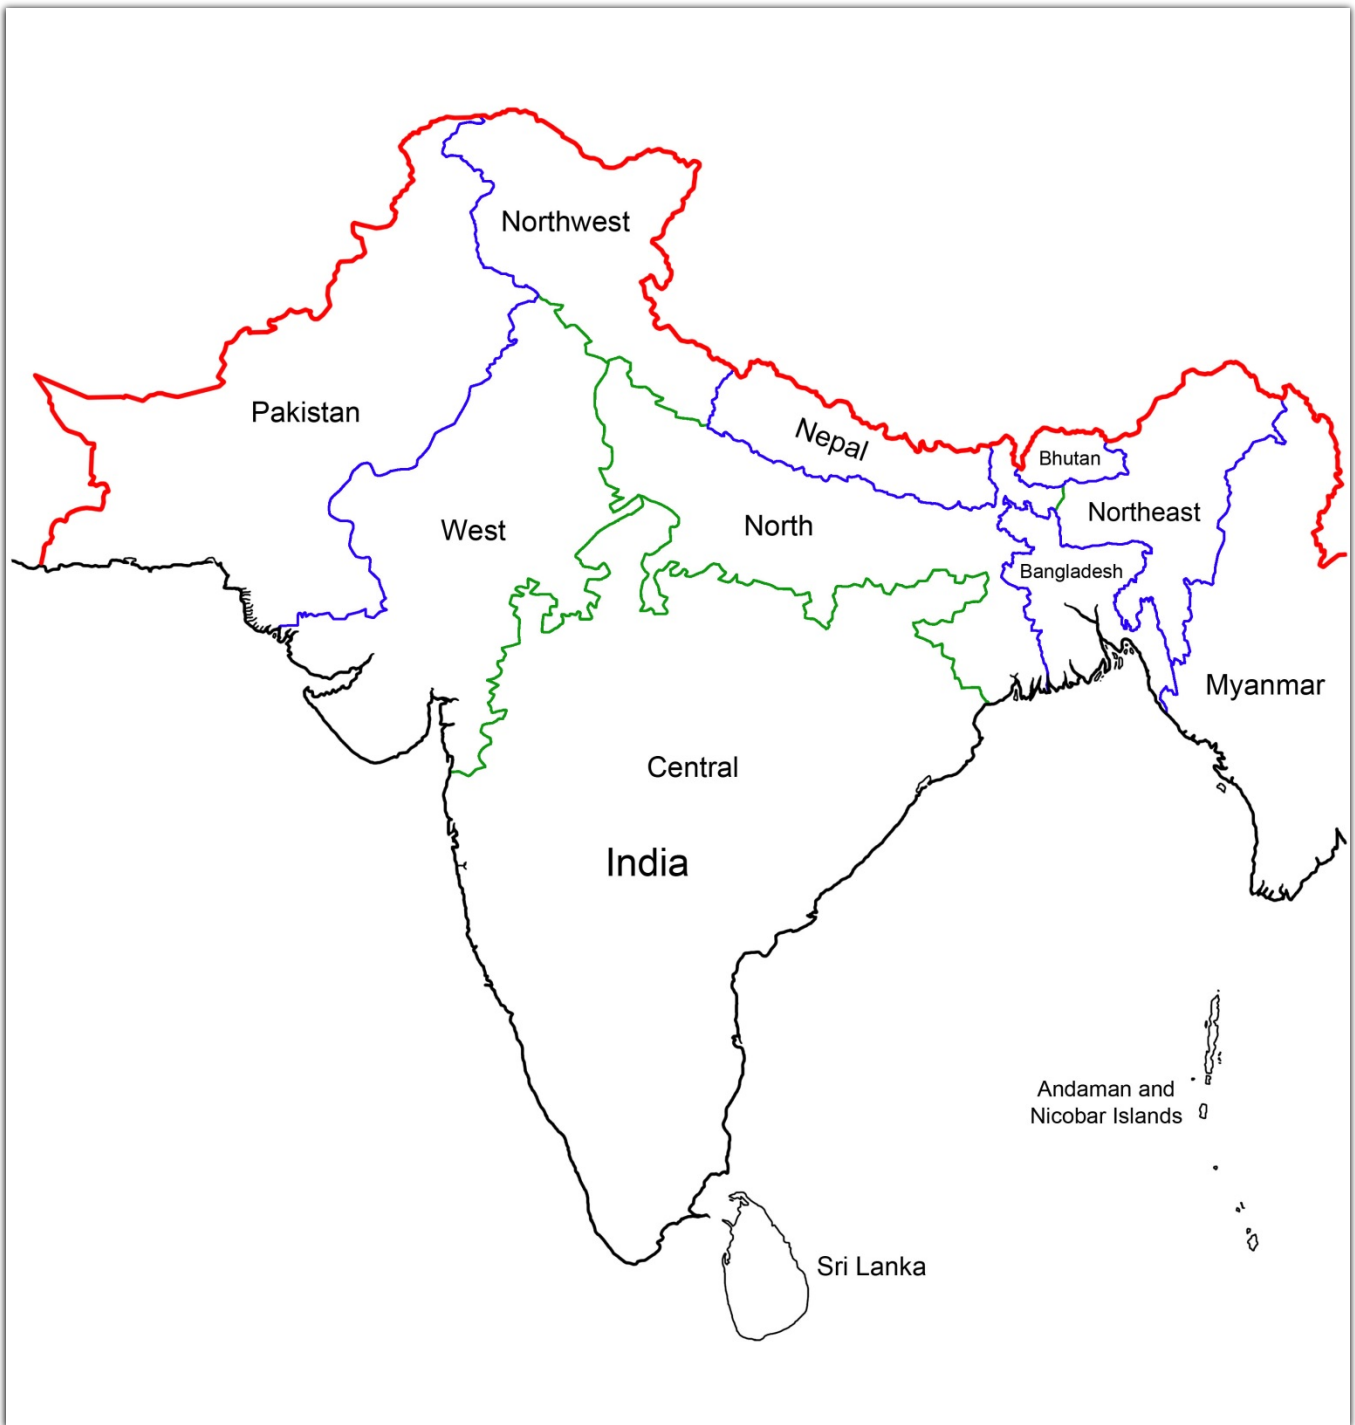 Northwest
Pakistan
Nepal
Bhutan
West
North
Northeast
Bangladesh
Myanmar
Central
India
Andaman and
Nicobar Islands
Sri Lanka